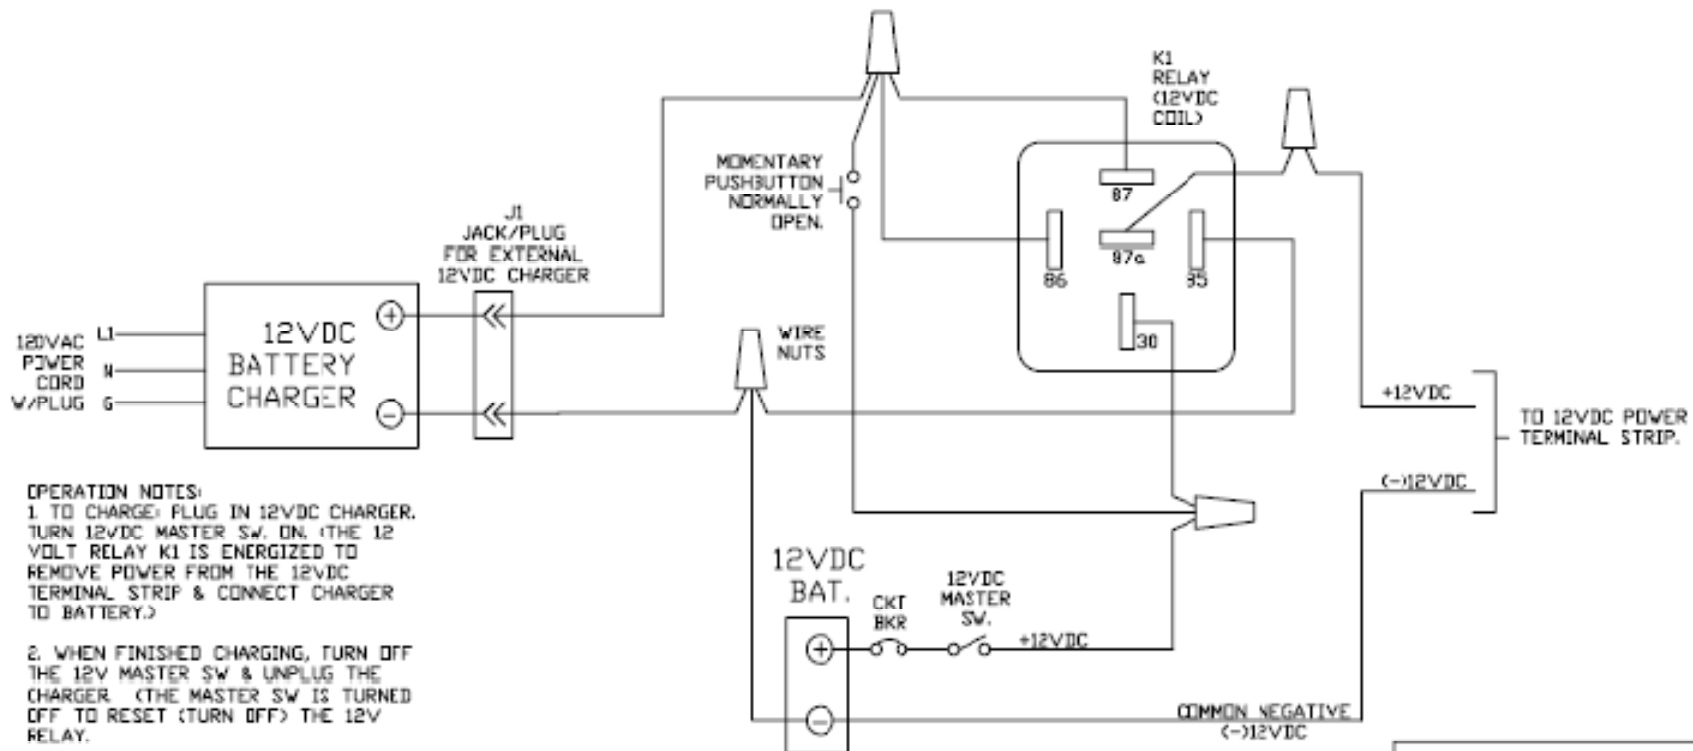 K1
RELAY
(12VDC
COIL)
MOMENTARY
PUSHBUTTON
NORMALLY
OPEN.
87
87a
86
85
30
J1
JACK/PLUG
FOR EXTERNAL
12VDC CHARGER
120VAC
POWER
CORD
W/PLUG
L1
N
G
12VDC
BATTERY
CHARGER
+
-
WIRE
NUTS
+12VDC
(-)12VDC
TO 12VDC POWER
TERMINAL STRIP.
OPERATION NOTES:
1. TO CHARGE: PLUG IN 12VDC CHARGER.
TURN 12VDC MASTER SW. ON. (THE 12
VOLT RELAY K1 IS ENERGIZED TO
REMOVE POWER FROM THE 12VDC
TERMINAL STRIP & CONNECT CHARGER
TO BATTERY.)
2. WHEN FINISHED CHARGING, TURN OFF
THE 12V MASTER SW & UNPLUG THE
CHARGER. (THE MASTER SW IS TURNED
OFF TO RESET (TURN OFF) THE 12V
RELAY.
12VDC
BAT.
+
-
CKT
BKR
12VDC
MASTER
SW.
+12VDC
COMMON NEGATIVE
(-)12VDC